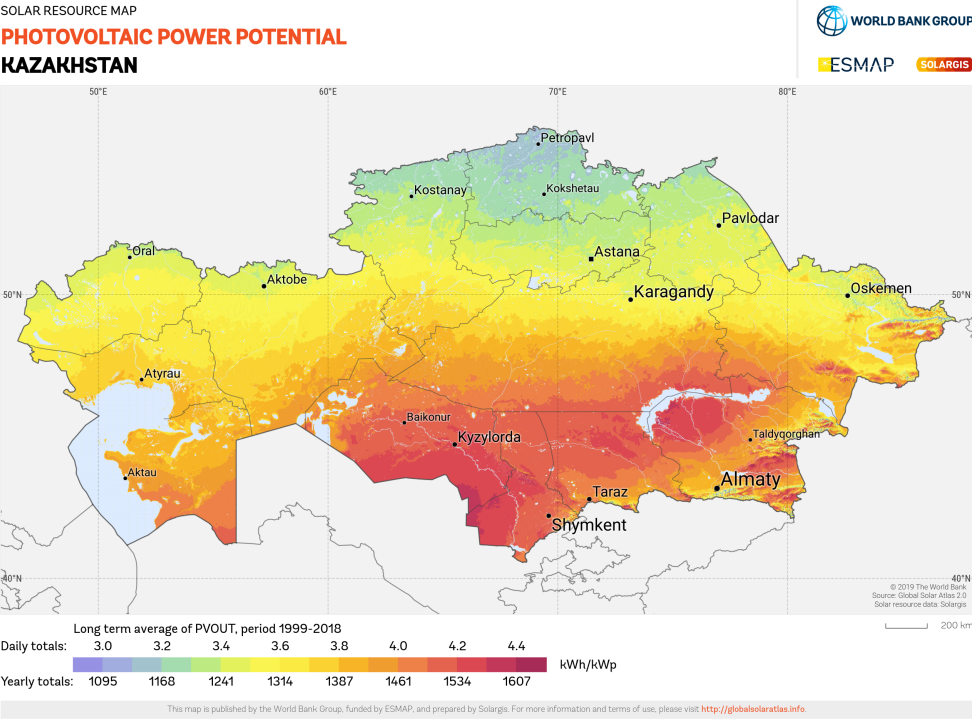 SOLAR RESOURCE MAP
PHOTOVOLTAIC POWER POTENTIAL
KAZAKHSTAN
WORLD BANK GROUP
ESMAP
SOLARGIS
50°E 60°E 70°E 80°E
Petropavl
Kostanay
Kokshetau
Pavlodar
Oral
Astana
Aktobe
50°N
Karagandy
Oskemen
50°N
Atyrau
Baikonur
Kyzylorda
Taldyqorghan
Aktau
Almaty
Taraz
Shymkent
40°N
40°N
© 2019 The World Bank
Source: Global Solar Atlas 2.0
Solar resource data: Solargis
200 km
Long term average of PVOUT, period 1999-2018
Daily totals: 3.0 3.2 3.4 3.6 3.8 4.0 4.2 4.4
kWh/kWp
Yearly totals: 1095 1168 1241 1314 1387 1461 1534 1607
This map is published by the World Bank Group, funded by ESMAP, and prepared by Solargis. For more information and terms of use, please visit http://globalsolaratlas.info.